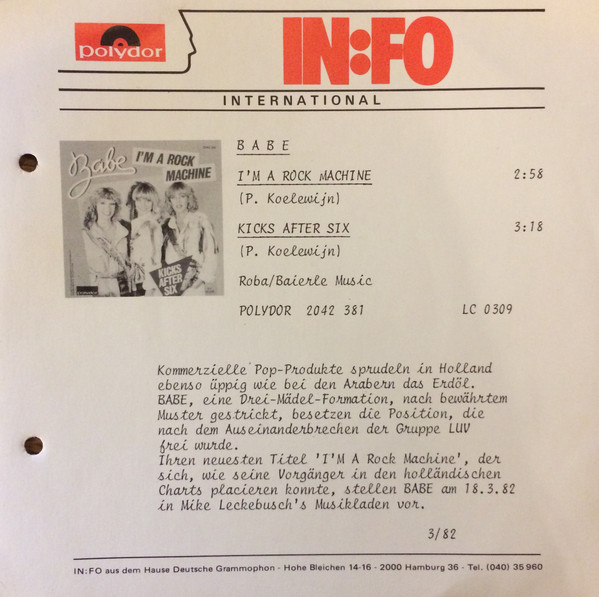 polydor
IN:FO
INTERNATIONAL
Babe
I'M A ROCK
MACHINE
KICKS
AFTER
SIX
BABE
I'M A ROCK MACHINE 2:58
(P. Koelewijn)
KICKS AFTER SIX 3:18
(P. Koelewijn)
Roba/Baierle Music
POLYDOR 2042 381 LC 0309
Kommerzielle Pop-Produkte sprudeln in Holland
ebenso üppig wie bei den Arabern das Erdöl.
BABE, eine Drei-Mädel-Formation, nach bewährtem
Muster gestrickt, besetzen die Position, die
nach dem Auseinanderbrechen der Gruppe LUV
frei wurde.
Ihren neuesten Titel 'I'M A Rock Machine', der
sich, wie seine Vorgänger in den holländischen
Charts placieren konnte, stellen BABE am 18.3.82
in Mike Leckebusch's Musikladen vor.
3/82
IN:FO aus dem Hause Deutsche Grammophon - Hohe Bleichen 14-16 - 2000 Hamburg 36 - Tel. (040) 35 960